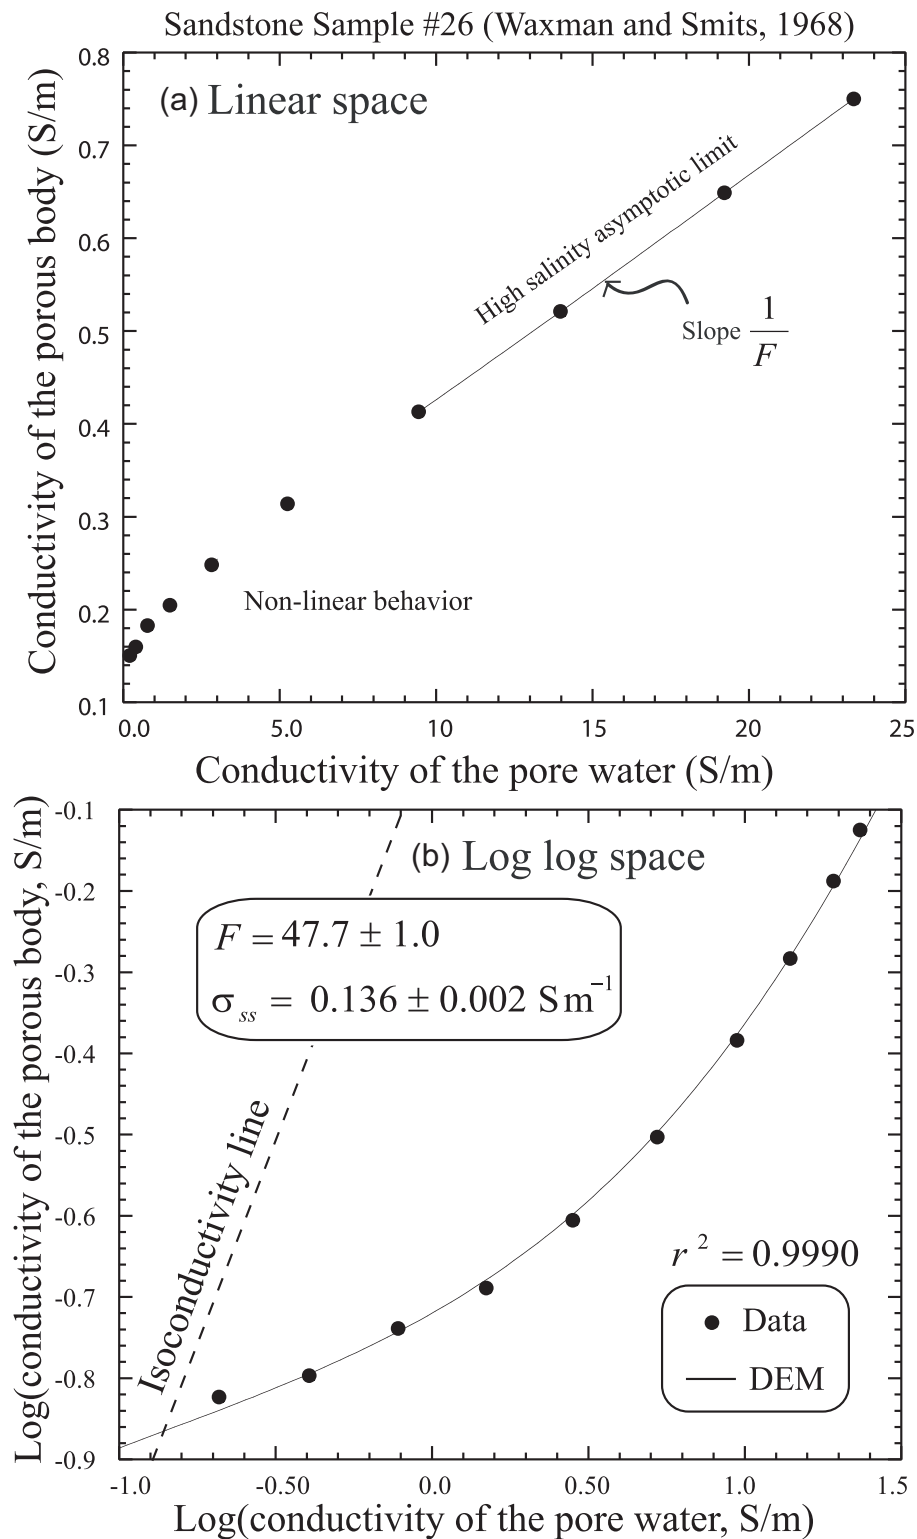 Sandstone Sample #26 (Waxman and Smits, 1968)
(a) Linear space
Conductivity of the porous body (S/m)
0.8
0.7
0.6
0.5
0.4
0.3
0.2
0.1
High salinity asymptotic limit
Slope 1/F
Non-linear behavior
0.0 5.0 10 15 20 25
Conductivity of the pore water (S/m)
(b) Log log space
Log(conductivity of the porous body, S/m)
-0.1
-0.2
-0.3
-0.4
-0.5
-0.6
-0.7
-0.8
-0.9
F = 47.7 ± 1.0
σ_ss = 0.136 ± 0.002 S m⁻¹
Isoconductivity line
r² = 0.9990
Data
DEM
-1.0 -0.50 0.0 0.50 1.0 1.5
Log(conductivity of the pore water, S/m)